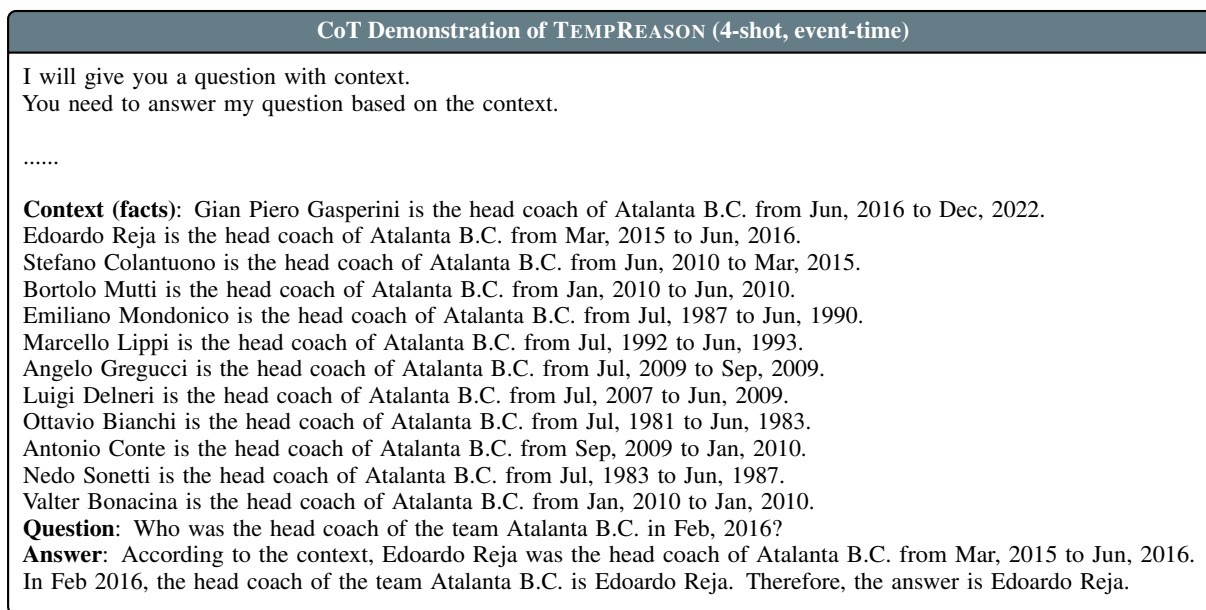 CoT Demonstration of TEMPREASON (4-shot, event-time)
I will give you a question with context.
You need to answer my question based on the context.
......
Context (facts): Gian Piero Gasperini is the head coach of Atalanta B.C. from Jun, 2016 to Dec, 2022.
Edoardo Reja is the head coach of Atalanta B.C. from Mar, 2015 to Jun, 2016.
Stefano Colantuono is the head coach of Atalanta B.C. from Jun, 2010 to Mar, 2015.
Bortolo Mutti is the head coach of Atalanta B.C. from Jan, 2010 to Jun, 2010.
Emiliano Mondonico is the head coach of Atalanta B.C. from Jul, 1987 to Jun, 1990.
Marcello Lippi is the head coach of Atalanta B.C. from Jul, 1992 to Jun, 1993.
Angelo Gregucci is the head coach of Atalanta B.C. from Jul, 2009 to Sep, 2009.
Luigi Delneri is the head coach of Atalanta B.C. from Jul, 2007 to Jun, 2009.
Ottavio Bianchi is the head coach of Atalanta B.C. from Jul, 1981 to Jun, 1983.
Antonio Conte is the head coach of Atalanta B.C. from Sep, 2009 to Jan, 2010.
Nedo Sonetti is the head coach of Atalanta B.C. from Jul, 1983 to Jun, 1987.
Valter Bonacina is the head coach of Atalanta B.C. from Jan, 2010 to Jan, 2010.
Question: Who was the head coach of the team Atalanta B.C. in Feb, 2016?
Answer: According to the context, Edoardo Reja was the head coach of Atalanta B.C. from Mar, 2015 to Jun, 2016.
In Feb 2016, the head coach of the team Atalanta B.C. is Edoardo Reja. Therefore, the answer is Edoardo Reja.